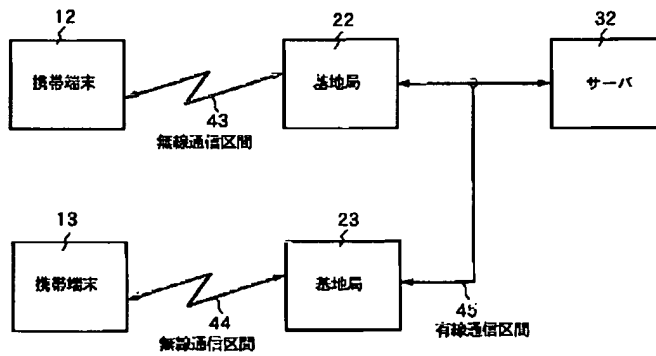 12
22
32
携帯端末
基地局
サーバ
43
無線通信区間
13
23
携帯端末
基地局
44
無線通信区間
45
有線通信区間